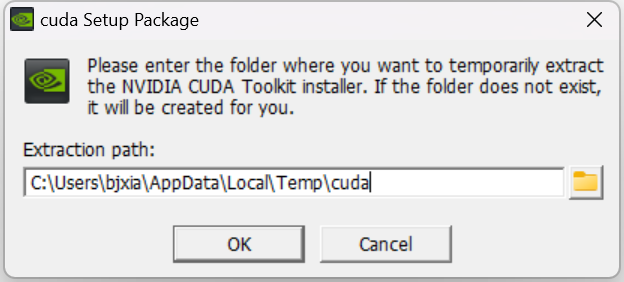 cuda Setup Package
Please enter the folder where you want to temporarily extract
the NVIDIA CUDA Toolkit installer. If the folder does not exist,
it will be created for you.
Extraction path:
C:\Users\bjxia\AppData\Local\Temp\cuda
OK
Cancel